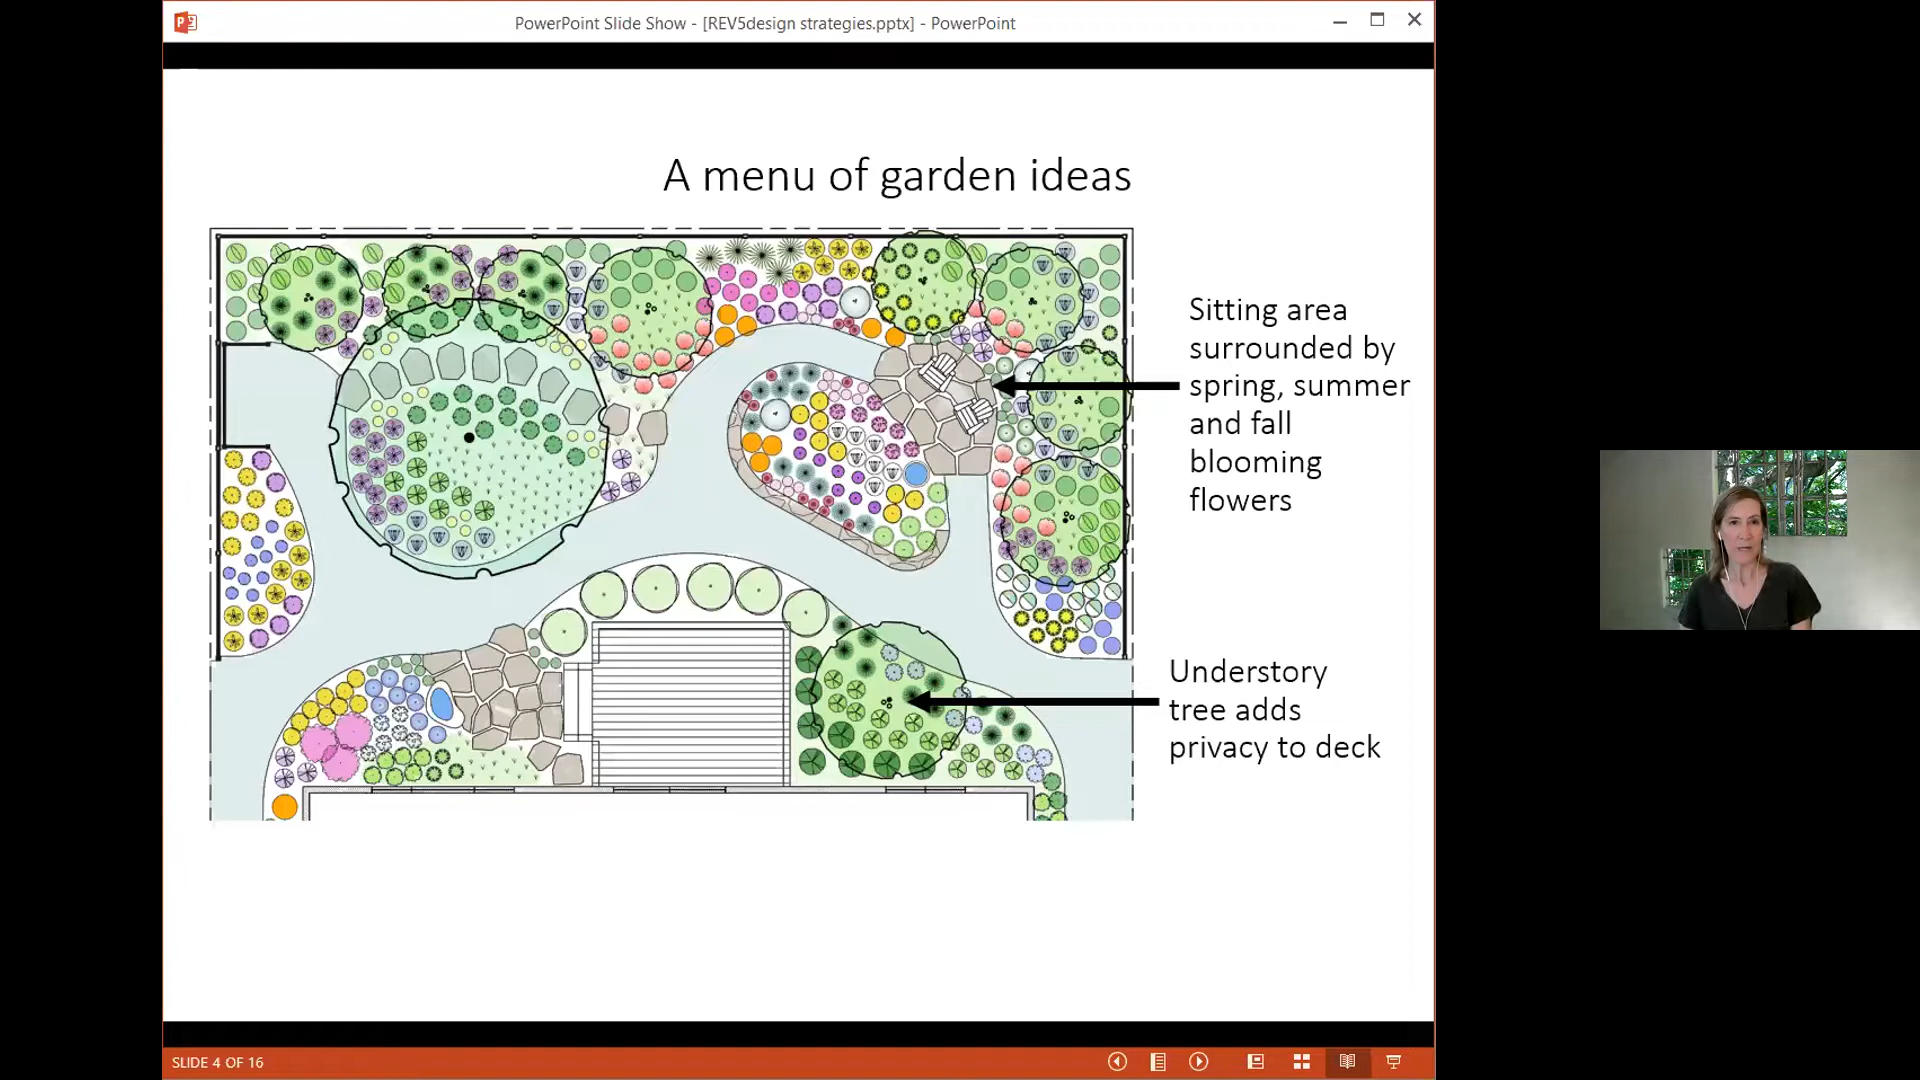 PowerPoint Slide Show - [REV5design strategies.pptx] - PowerPoint
A menu of garden ideas
Sitting area
surrounded by
spring, summer
and fall
blooming
flowers
Understory
tree adds
privacy to deck
SLIDE 4 OF 16